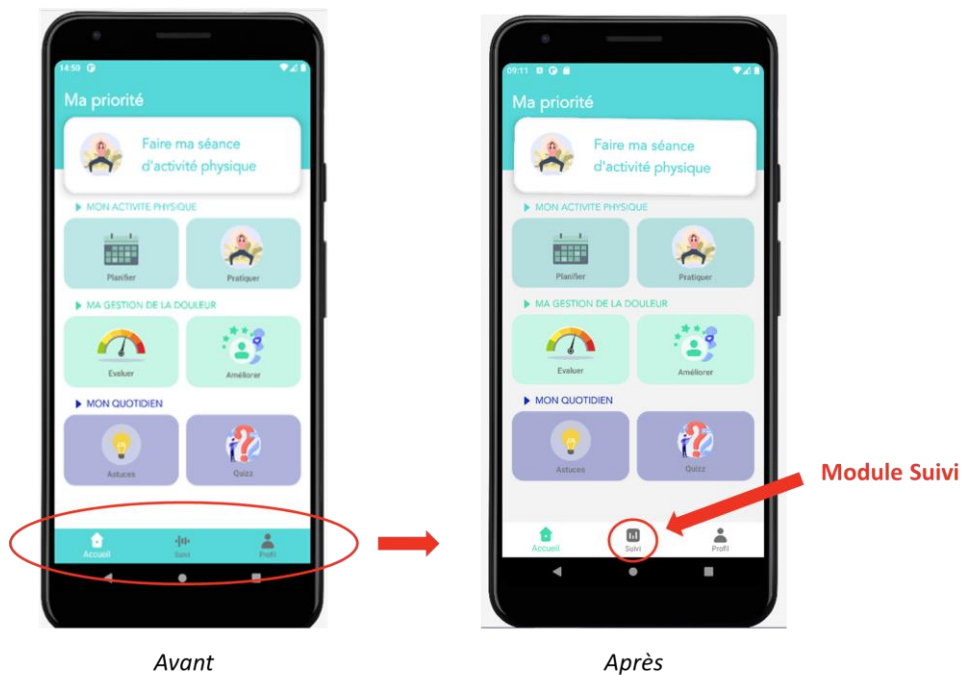 14:50
Ma priorité
Faire ma séance
d'activité physique
MON ACTIVITE PHYSIQUE
Planifier
Pratiquer
MA GESTION DE LA DOULEUR
Evaluer
Améliorer
MON QUOTIDIEN
Astuces
Quizz
Accueil
Suivi
Profil
Avant
09:11
Ma priorité
Faire ma séance
d'activité physique
MON ACTIVITE PHYSIQUE
Planifier
Pratiquer
MA GESTION DE LA DOULEUR
Evaluer
Améliorer
MON QUOTIDIEN
Astuces
Quizz
Accueil
Suivi
Profil
Module Suivi
Après